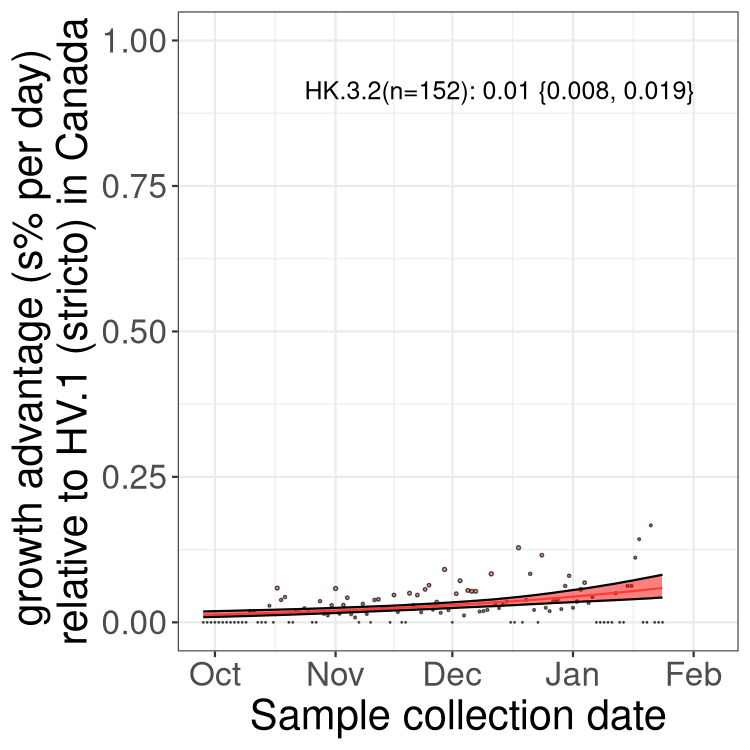 growth advantage (s% per day)
relative to HV.1 (stricto) in Canada
1.00
0.75
0.50
0.25
0.00
HK.3.2(n=152): 0.01 {0.008, 0.019}
Oct Nov Dec Jan Feb
Sample collection date